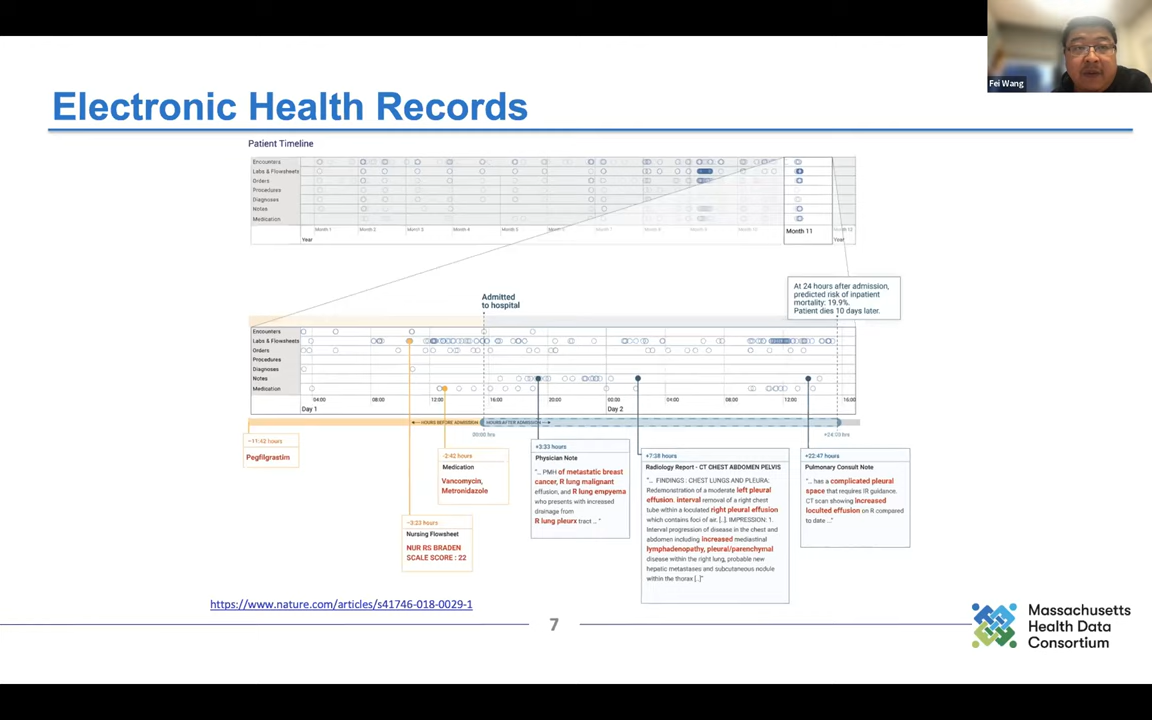 Fei Wang
Electronic Health Records
Patient Timeline
Encounters
Labs & Flowsheets
Orders
Procedures
Diagnoses
Notes
Medication
Month 1
Month 2
Month 3
Month 4
Month 11
Year
Year
Admitted
to hospital
At 24 hours after admission,
predicted risk of inpatient
mortality: 19.9%.
Patient dies 10 days later.
Encounters
Labs & Flowsheets
Orders
Procedures
Diagnoses
Notes
Medication
04:00 08:00 12:00 16:00 20:00 00:00 04:00 08:00 12:00 16:00
Day 1 Day 2
HOURS BEFORE ADMISSION HOURS AFTER ADMISSION
-11:42 hours
Pegfilgrastim
-3:23 hours
Nursing Flowsheet
NUR RS BRADEN
SCALE SCORE : 22
-2:42 hours
Medication
Vancomycin,
Metronidazole
+3:33 hours
Physician Note
"... PMH of metastatic breast
cancer, R lung malignant
effusion, and R lung empyema
who presents with increased
drainage from
R lung pleurx tract ... "
+7:38 hours
Radiology Report - CT CHEST ABDOMEN PELVIS
"... FINDINGS : CHEST LUNGS AND PLEURA:
Redemonstration of a moderate left pleural
effusion. Interval removal of a right chest
tube within a loculated right pleural effusion
which contains foci of air. [..]. IMPRESSION: 1.
Interval progression of disease in the chest and
abdomen including increased mediastinal
lymphadenopathy, pleural/parenchymal
disease within the right lung, probable new
hepatic metastases and subcutaneous nodule
within the thorax [..]"
+22:47 hours
Pulmonary Consult Note
"... has a complicated pleural
space that requires IR guidance.
CT scan showing increased
loculted effusion on R compared
to date ..."
https://www.nature.com/articles/s41746-018-0029-1
7
Massachusetts
Health Data
Consortium